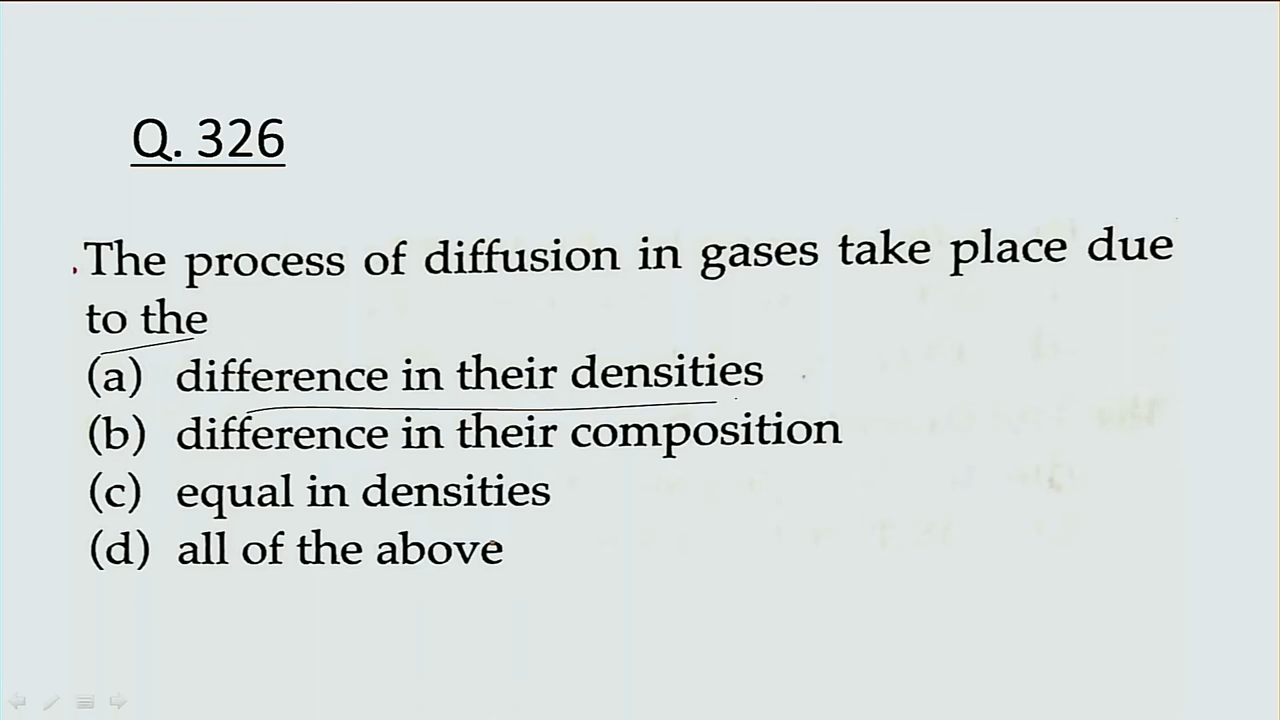 Q. 326
The process of diffusion in gases take place due
to the
(a) difference in their densities
(b) difference in their composition
(c) equal in densities
(d) all of the above